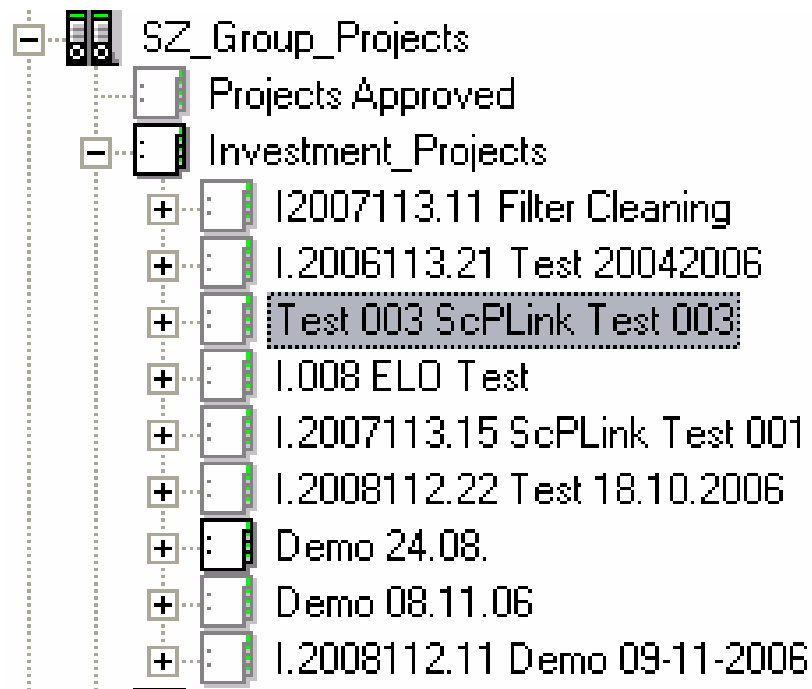 SZ_Group_Projects
Projects Approved
Investment_Projects
I2007113.11 Filter Cleaning
I.2006113.21 Test 20042006
Test 003 ScPLink Test 003
I.008 ELO Test
I.2007113.15 ScPLink Test 001
I.2008112.22 Test 18.10.2006
Demo 24.08.
Demo 08.11.06
I.2008112.11 Demo 09-11-2006